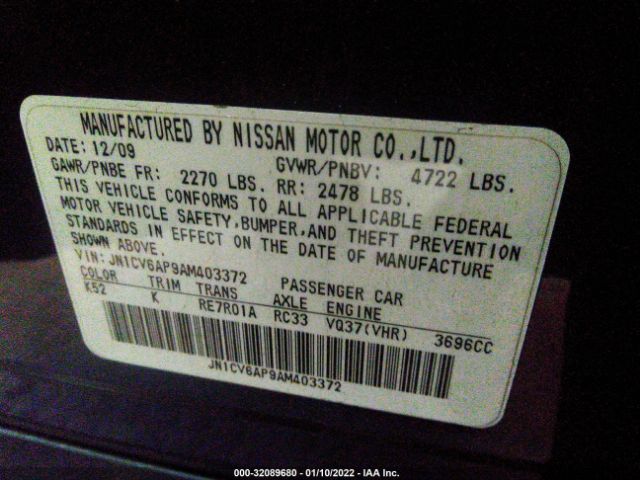 MANUFACTURED BY NISSAN MOTOR CO.,LTD.
DATE: 12/09 GVWR/PNBV: 4722 LBS.
GAWR/PNBE FR: 2270 LBS. RR: 2478 LBS.
THIS VEHICLE CONFORMS TO ALL APPLICABLE FEDERAL
MOTOR VEHICLE SAFETY,BUMPER,AND THEFT PREVENTION
STANDARDS IN EFFECT ON THE DATE OF MANUFACTURE
SHOWN ABOVE.
VIN: JN1CV6AP9AM403372 PASSENGER CAR
COLOR TRIM TRANS AXLE ENGINE
K52 K RE7R01A RC33 VQ37(VHR) 3696CC
JN1CV6AP9AM403372
000-32089680 - 01/10/2022 - IAA Inc.